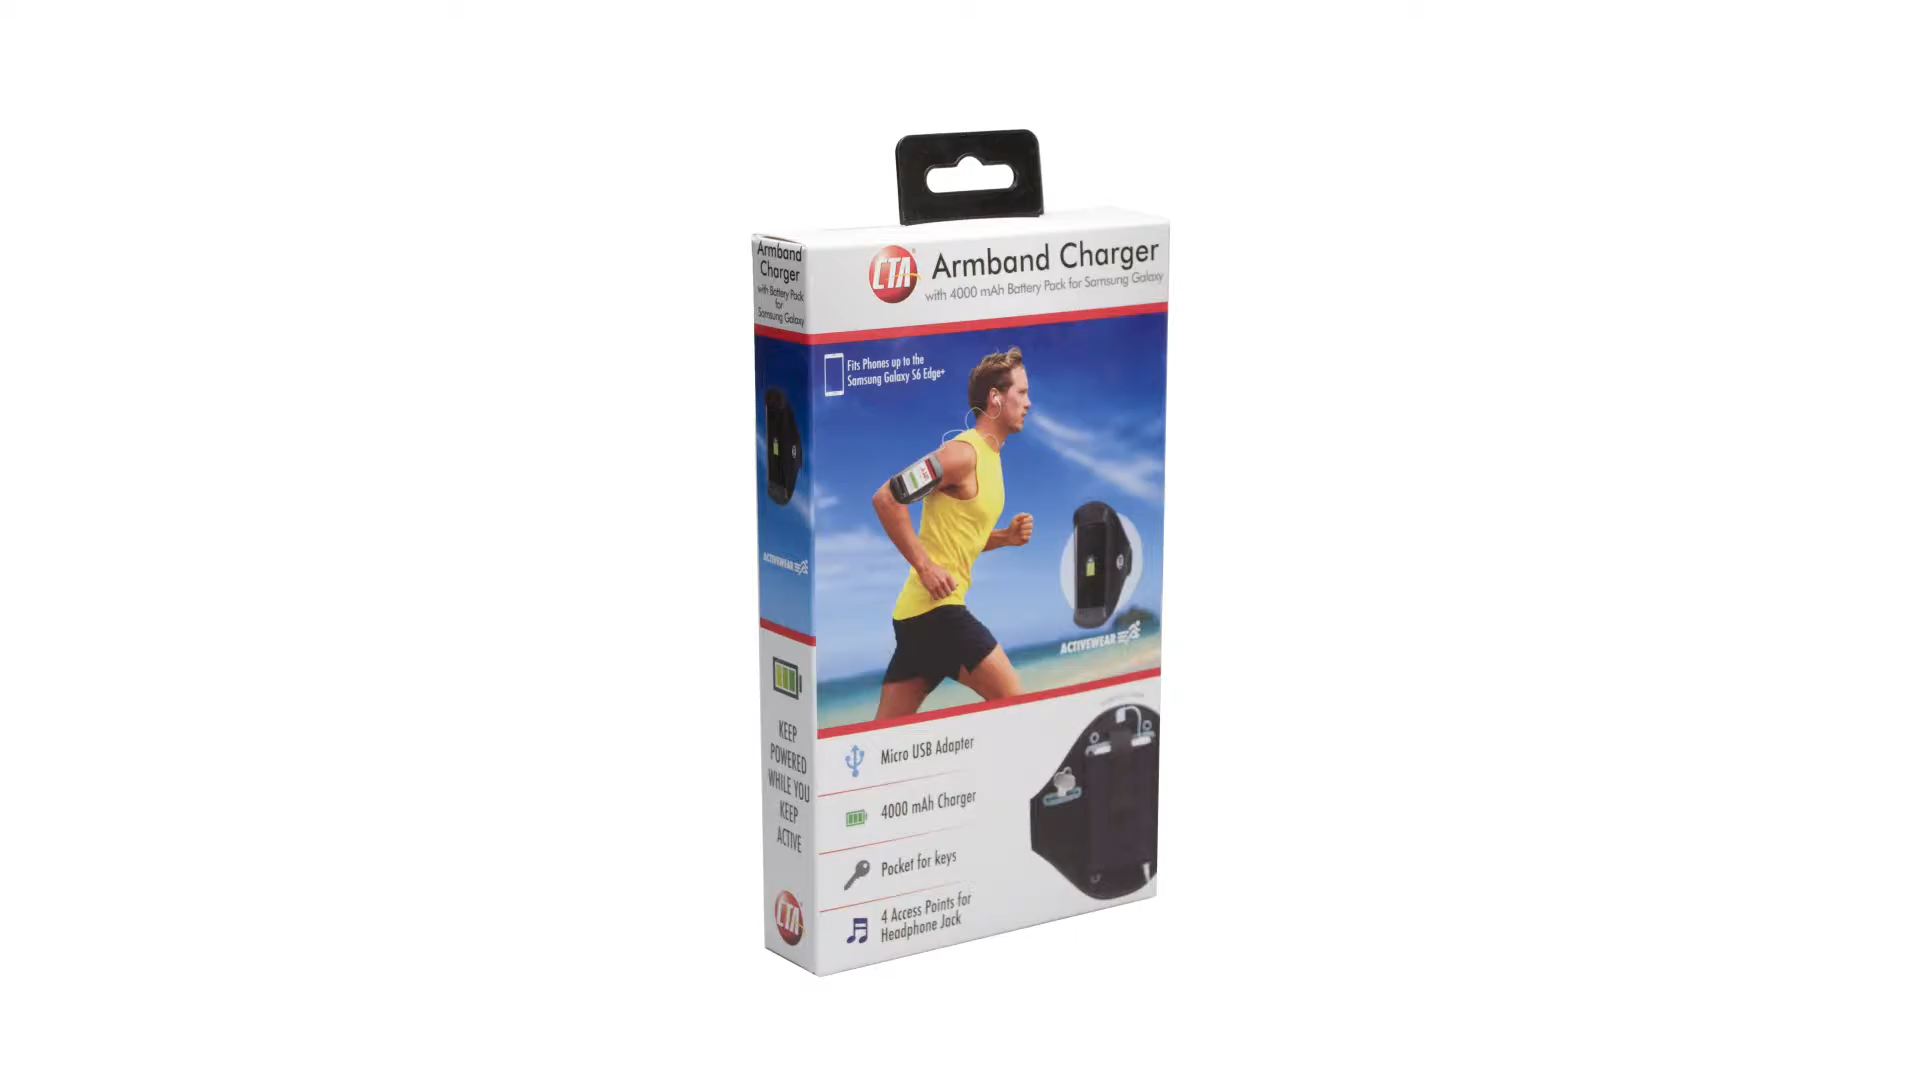 Armband
Charger
with Battery Pack
for
Samsung Galaxy
ACTIVEWEAR
KEEP
POWERED
WHILE YOU
KEEP
ACTIVE
CTA
CTA®
Armband Charger
with 4000 mAh Battery Pack for Samsung Galaxy
Fits Phones up to the
Samsung Galaxy S6 Edge+
ACTIVEWEAR
Micro USB Adapter
4000 mAh Charger
Pocket for keys
4 Access Points for
Headphone Jack